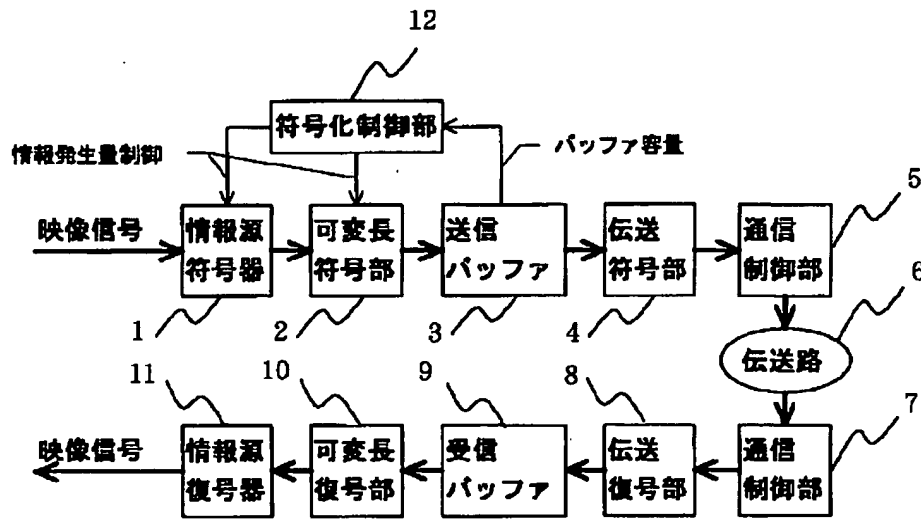 12
符号化制御部
情報発生量制御
バッファ容量
5
映像信号
情報源
符号器
可変長
符号部
送信
バッファ
伝送
符号部
通信
制御部
6
1
2
3
4
伝送路
11
10
9
8
7
映像信号
情報源
復号器
可変長
復号部
受信
バッファ
伝送
復号部
通信
制御部